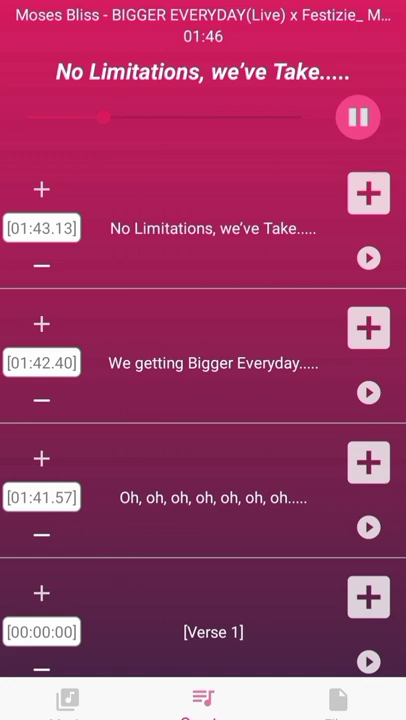 Moses Bliss - BIGGER EVERYDAY(Live) x Festizie_ M...
01:46
No Limitations, we've Take.....
[01:43.13]
No Limitations, we've Take.....
[01:42.40]
We getting Bigger Everyday.....
[01:41.57]
Oh, oh, oh, oh, oh, oh, oh.....
[00:00:00]
[Verse 1]